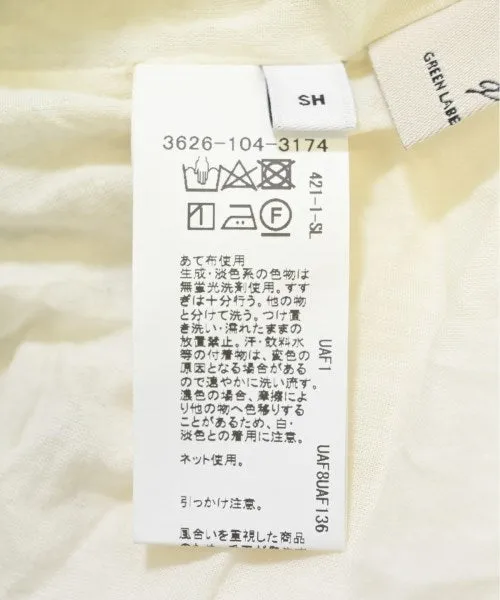 SH
GREEN LABE
3626-104-3174
421-1-SL
F
あて布使用
生成・淡色系の色物は
無蛍光洗剤使用。すす
ぎは十分行う。他の物
と分けて洗う。つけ置
き洗い・濡れたままの
放置禁止。汗・飲料水
等の付着物は、変色の
原因となる場合がある
ので速やかに洗い流す。
濃色の場合、摩擦によ
り他の物へ色移りする
ことがあるため、白・
淡色との着用に注意。
ネット使用。
引っかけ注意。
風合いを重視した商品
UAF1
UAF8UAF136